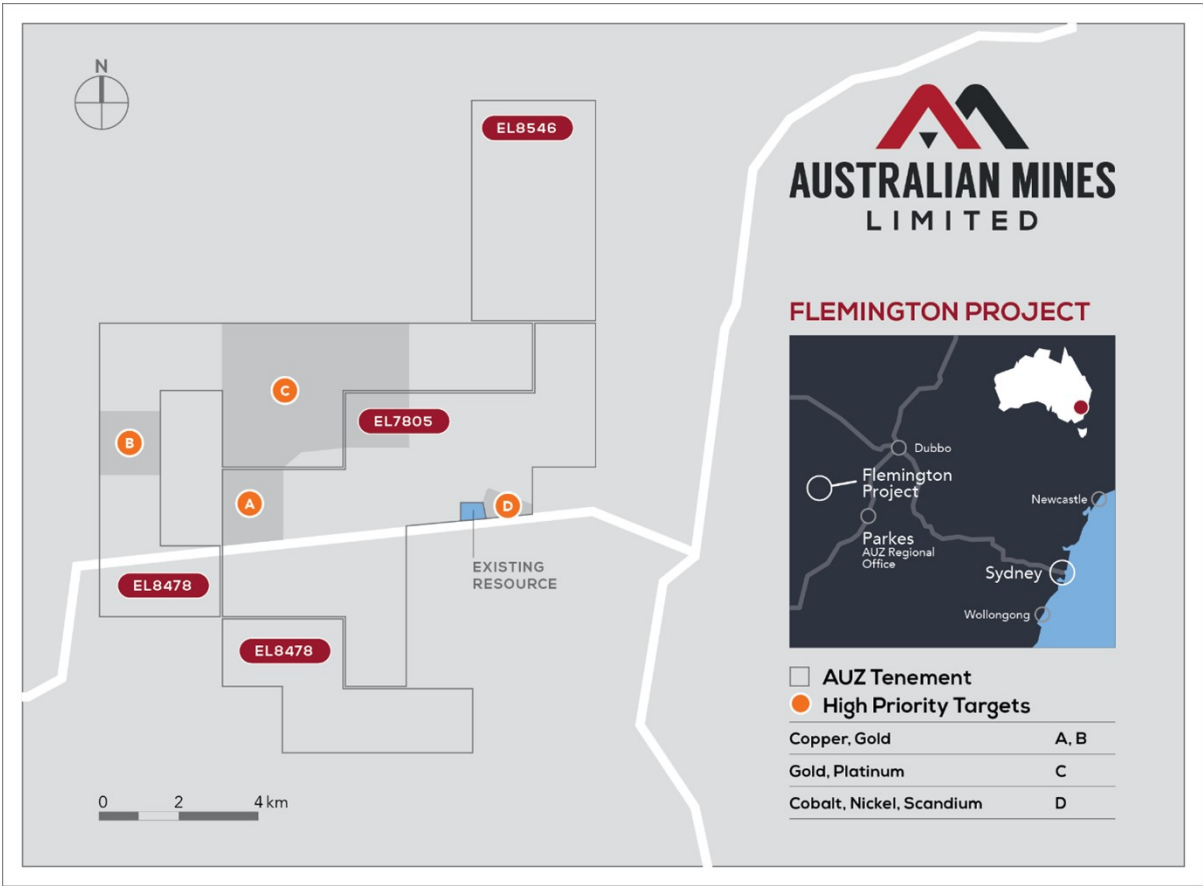 N
EL8546
C
EL7805
B
A
D
EXISTING
RESOURCE
EL8478
EL8478
0 2 4 km
AUSTRALIAN MINES
LIMITED
FLEMINGTON PROJECT
Dubbo
Flemington
Project
Newcastle
Parkes
AUZ Regional
Office
Sydney
Wollongong
AUZ Tenement
High Priority Targets
Copper, Gold A, B
Gold, Platinum C
Cobalt, Nickel, Scandium D